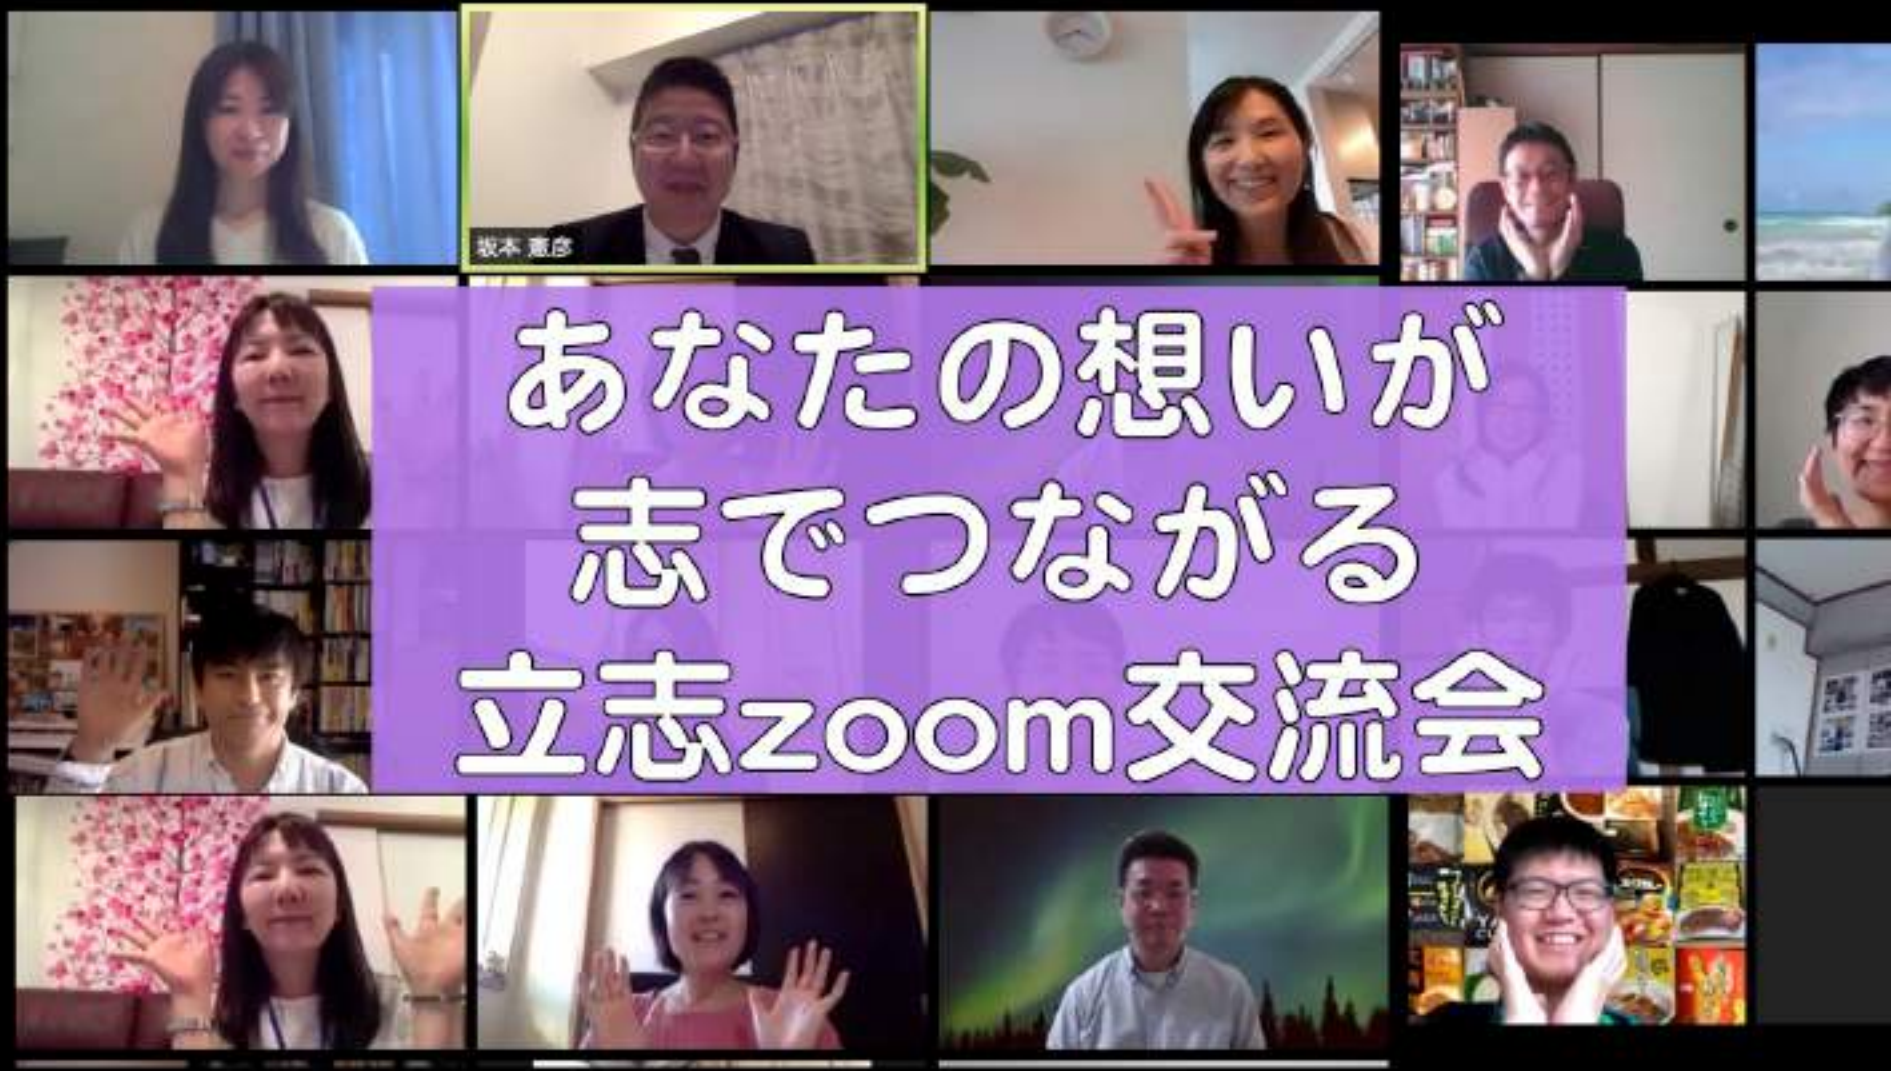 坂本 憲彦
あなたの想いが
志でつながる
立志zoom交流会